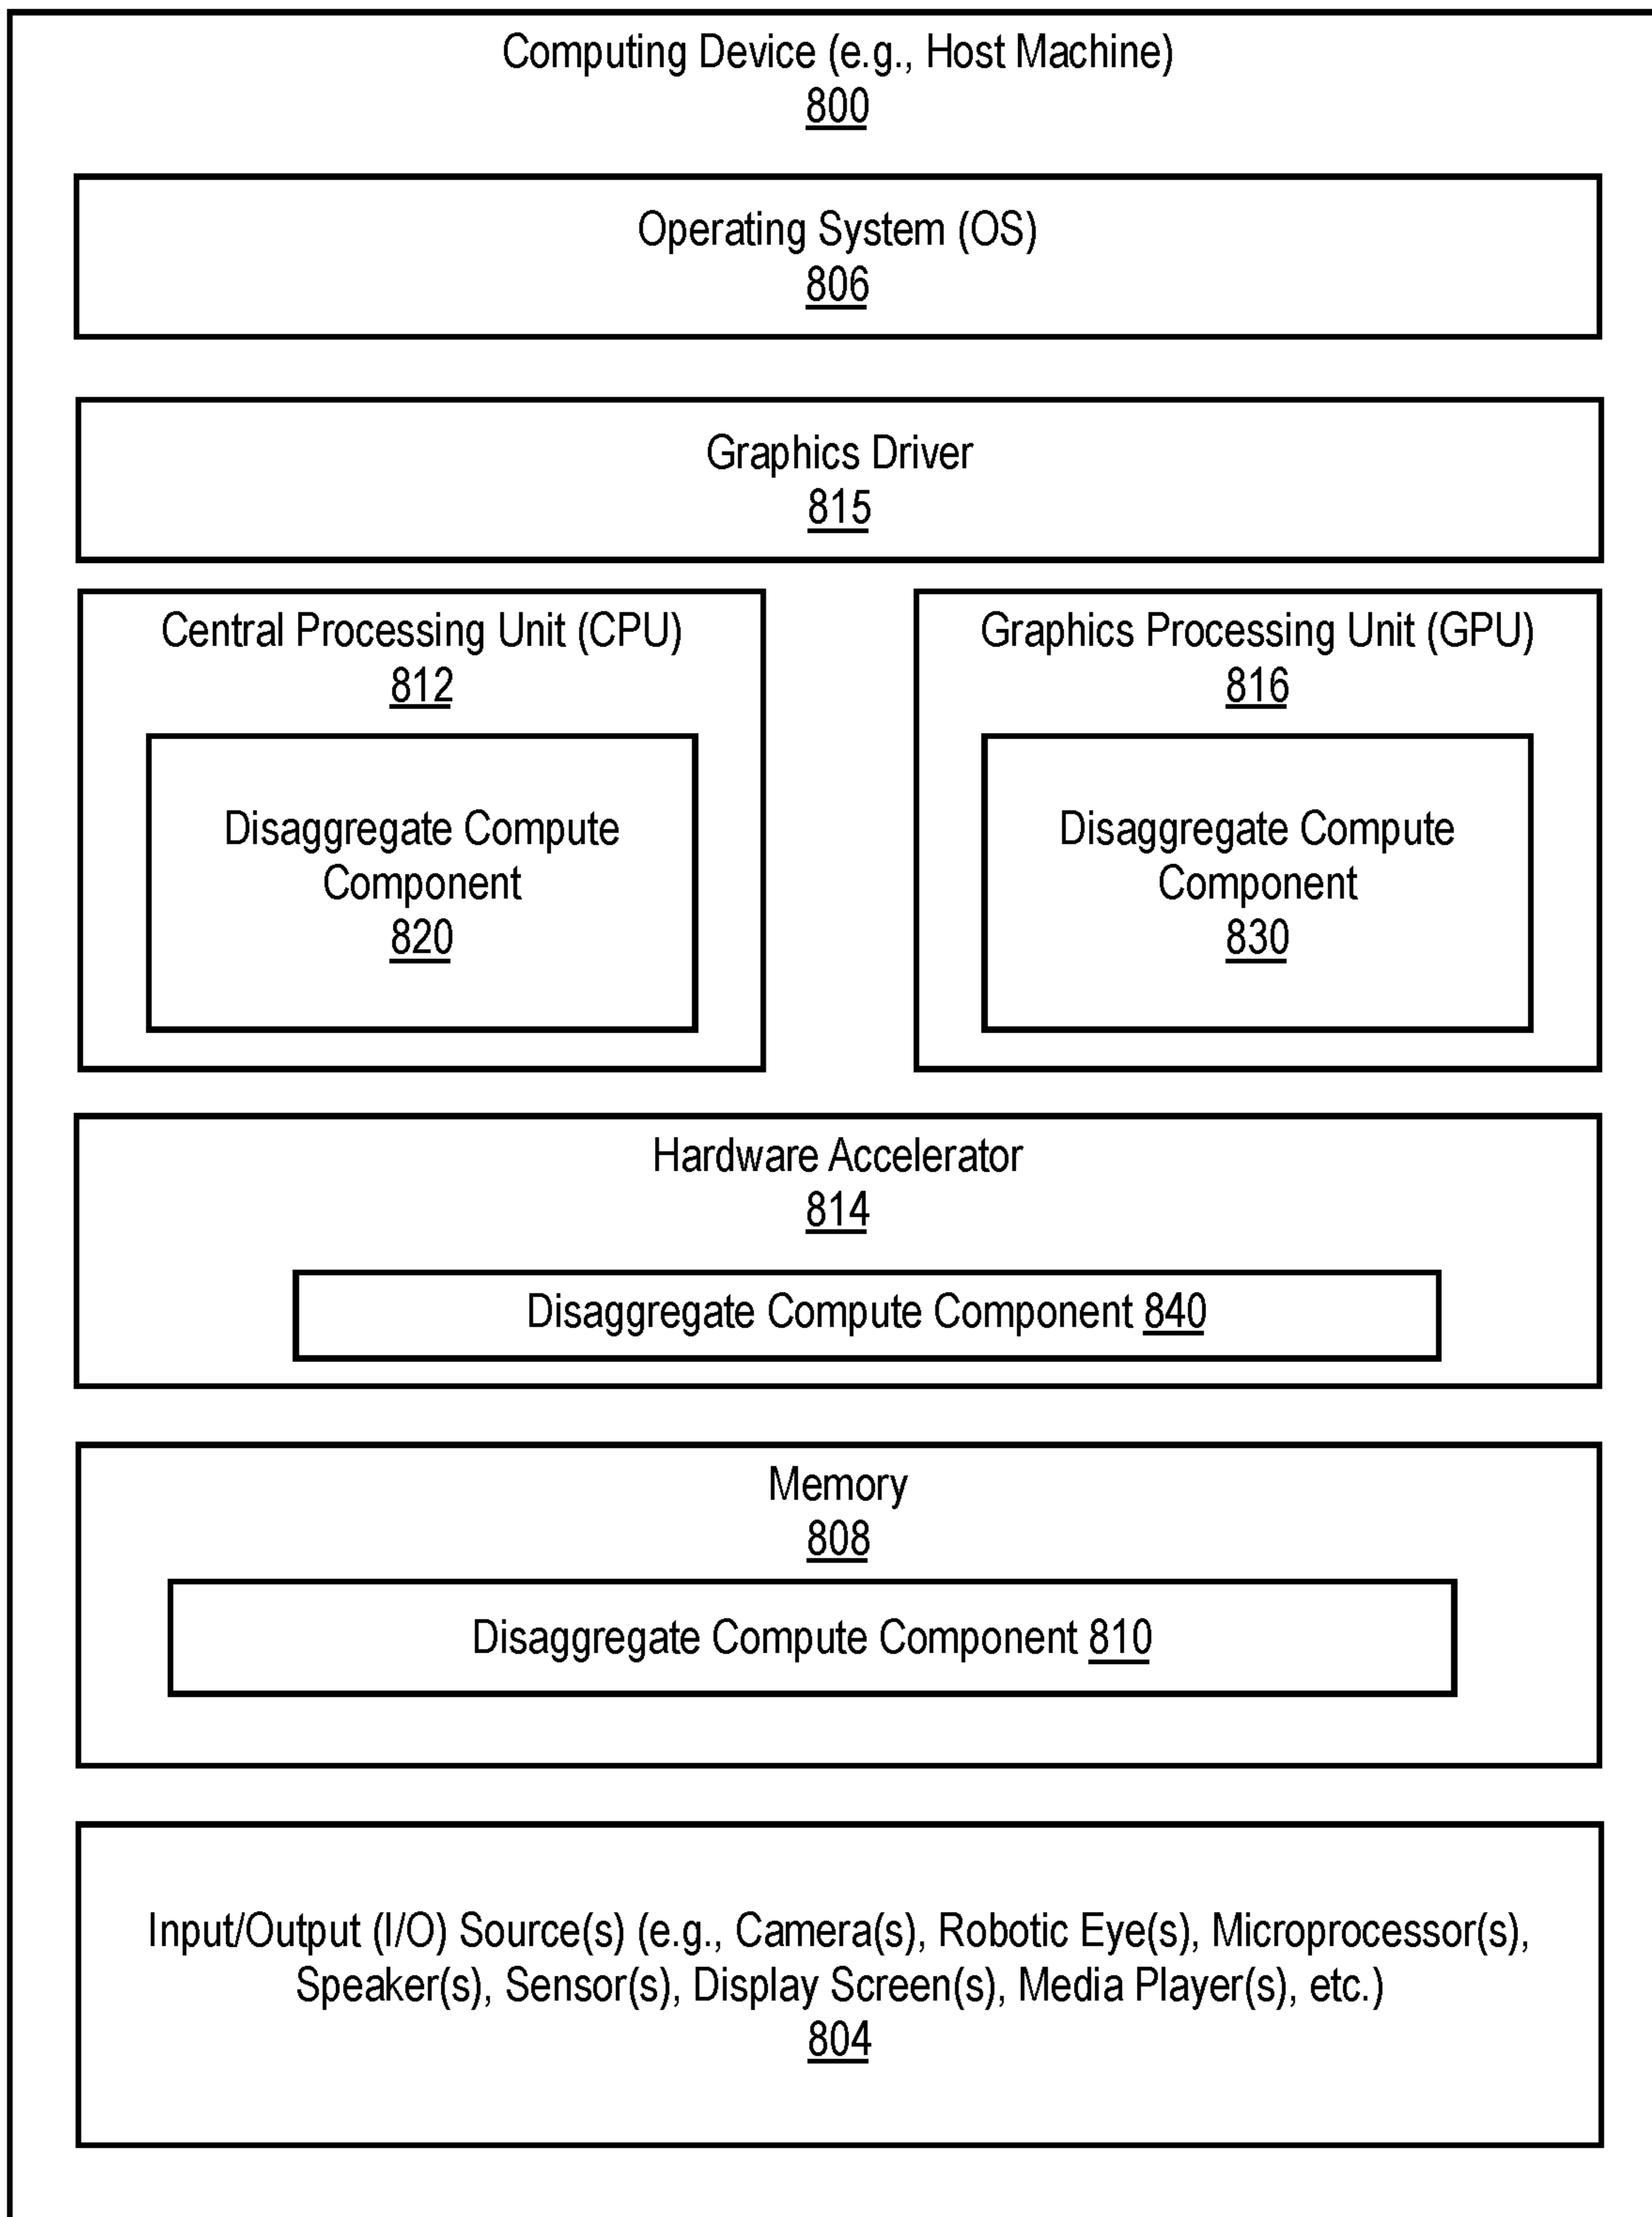 Computing Device (e.g., Host Machine)
800
Operating System (OS)
806
Graphics Driver
815
Central Processing Unit (CPU)
812
Disaggregate Compute
Component
820
Graphics Processing Unit (GPU)
816
Disaggregate Compute
Component
830
Hardware Accelerator
814
Disaggregate Compute Component 840
Memory
808
Disaggregate Compute Component 810
Input/Output (I/O) Source(s) (e.g., Camera(s), Robotic Eye(s), Microprocessor(s),
Speaker(s), Sensor(s), Display Screen(s), Media Player(s), etc.)
804